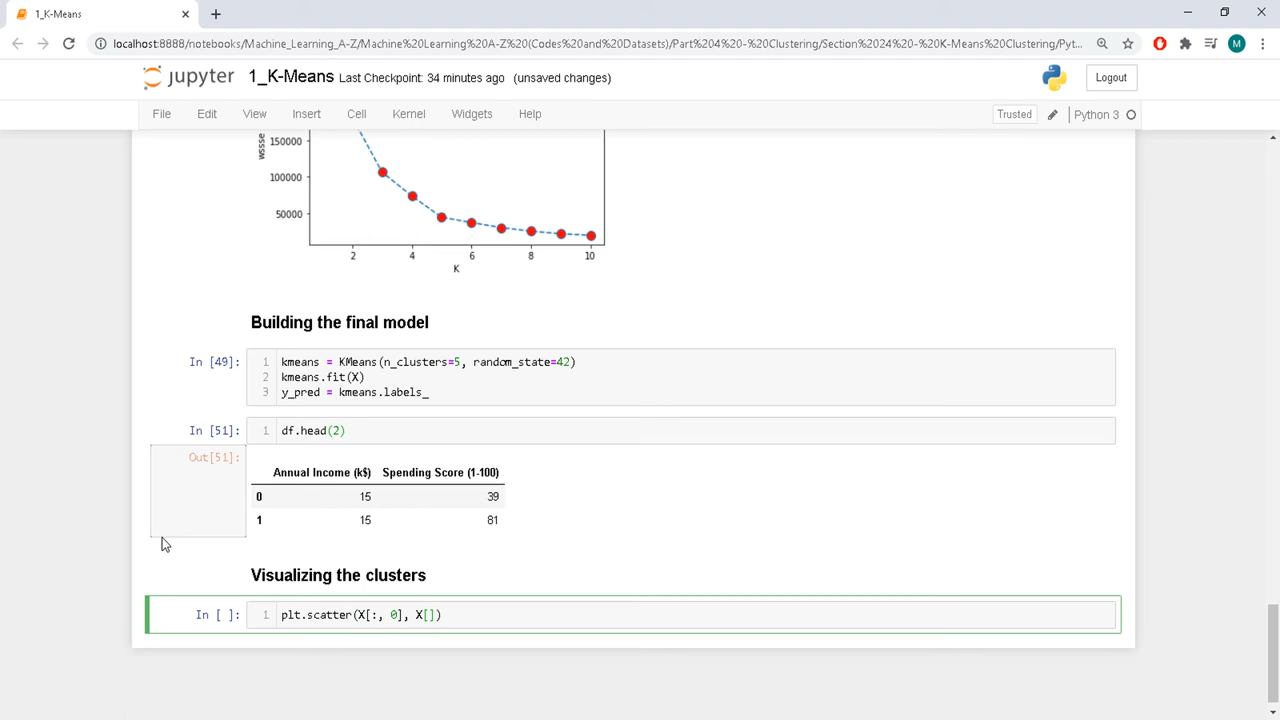 1_K-Means
localhost:8888/notebooks/Machine_Learning_A-Z/Machine%20Learning%20A-Z%20(Codes%20and%20Datasets)/Part%204%20-%20Clustering/Section%2024%20-%20K-Means%20Clustering/Pyt...
M
jupyter 1_K-Means Last Checkpoint: 34 minutes ago (unsaved changes)
Logout
File Edit View Insert Cell Kernel Widgets Help
Trusted Python 3
wssse
150000
100000
50000
2 4 6 8 10
K
Building the final model
In [49]:
1 kmeans = KMeans(n_clusters=5, random_state=42)
2 kmeans.fit(X)
3 y_pred = kmeans.labels_
In [51]: 1 df.head(2)
Out[51]:
Annual Income (k$) Spending Score (1-100)
0 15 39
1 15 81
Visualizing the clusters
In [ ]: 1 plt.scatter(X[:, 0], X[])